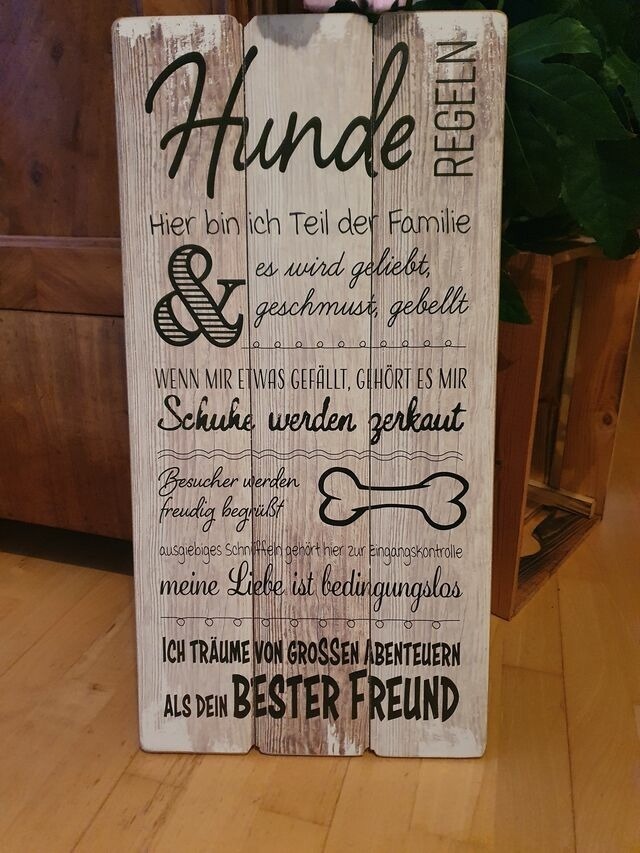 Hunde REGELN
Hier bin ich Teil der Familie
& es wird geliebt,
geschmust, gebellt
WENN MIR ETWAS GEFÄLLT, GEHÖRT ES MIR
Schuhe werden zerkaut
Besucher werden
freudig begrüßt
ausgiebiges Schnüffeln gehört hier zur Eingangskontrolle
meine Liebe ist bedingungslos
ICH TRÄUME VON GROSSEN ABENTEUERN
ALS DEIN BESTER FREUND